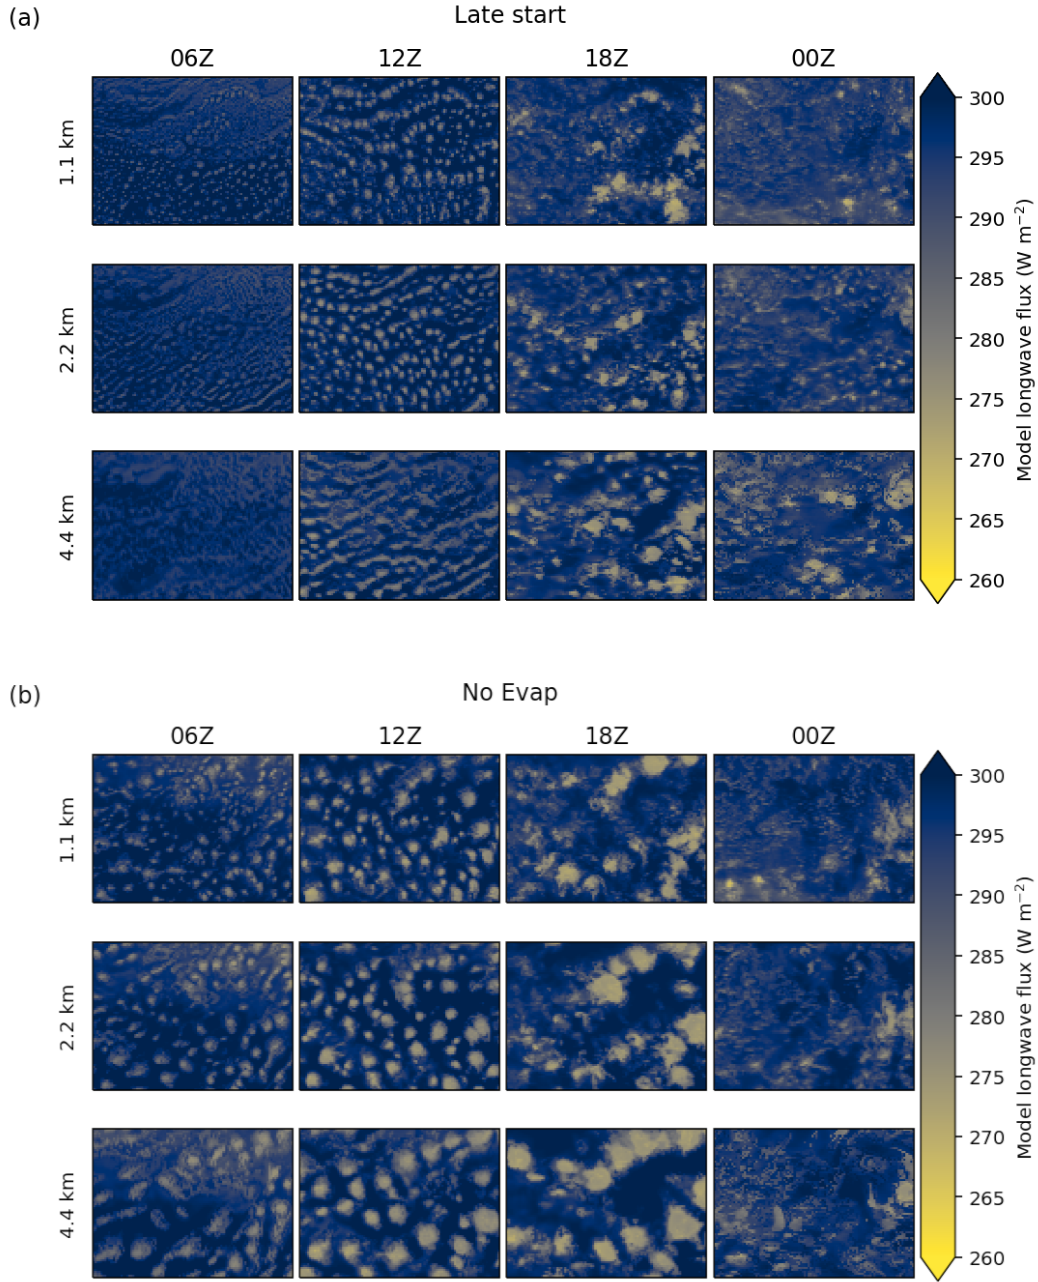 (a)
Late start
06Z 12Z 18Z 00Z
1.1 km
2.2 km
4.4 km
300
295
290
285
280
275
270
265
260
Model longwave flux (W m⁻²)
(b)
No Evap
06Z 12Z 18Z 00Z
1.1 km
2.2 km
4.4 km
300
295
290
285
280
275
270
265
260
Model longwave flux (W m⁻²)